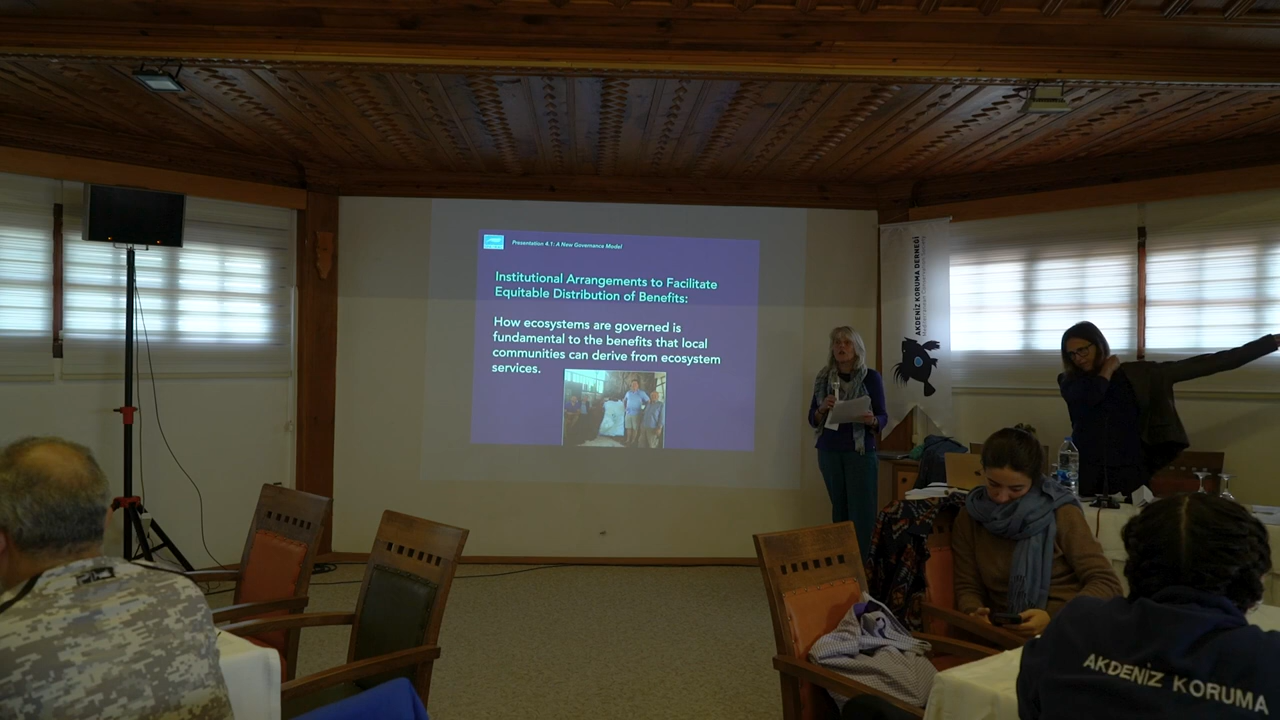 Presentation 4.1: A New Governance Model
Institutional Arrangements to Facilitate
Equitable Distribution of Benefits:
How ecosystems are governed is
fundamental to the benefits that local
communities can derive from ecosystem
services.
AKDENİZ KORUMA DERNEĞİ
AKDENİZ KORUMA